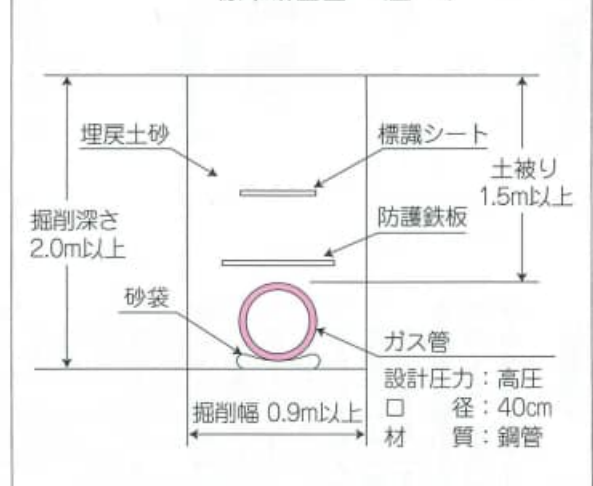 埋戻土砂
標識シート
土被り
1.5m以上
掘削深さ
2.0m以上
防護鉄板
砂袋
ガス管
設計圧力：高圧
口　　径：40cm
材　　質：鋼管
掘削幅 0.9m以上